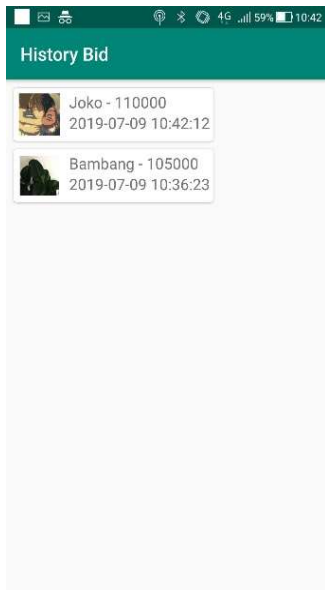 4G 59% 10:42
History Bid
Joko - 110000
2019-07-09 10:42:12
Bambang - 105000
2019-07-09 10:36:23